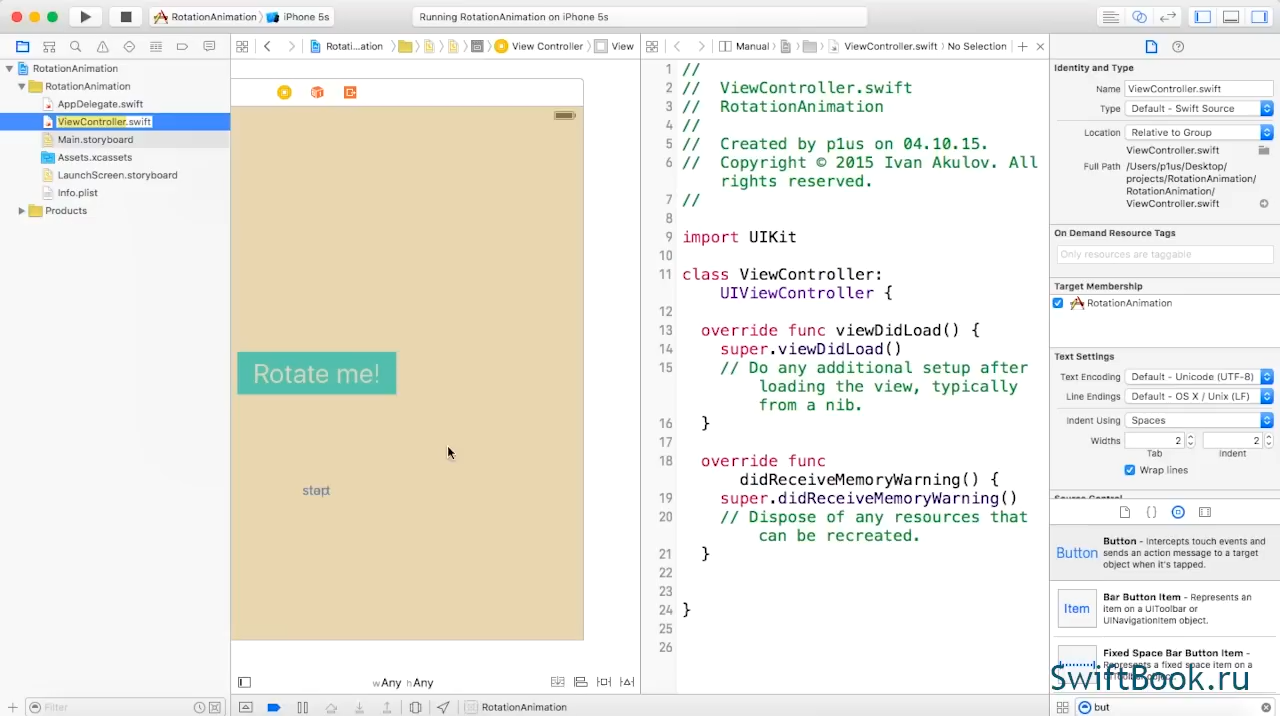 RotationAnimation
iPhone 5s
Running RotationAnimation on iPhone 5s
Rotati...ation
View Controller
View
Manual
ViewController.swift
No Selection
RotationAnimation
RotationAnimation
AppDelegate.swift
ViewController.swift
Main.storyboard
Assets.xcassets
LaunchScreen.storyboard
Info.plist
Products
Filter
Rotate me!
wAny hAny
RotationAnimation
1 //
2 // ViewController.swift
3 // RotationAnimation
4 //
5 // Created by p1us on 04.10.15.
6 // Copyright © 2015 Ivan Akulov. All
rights reserved.
7 //
8
9 import UIKit
10
11 class ViewController:
UIViewController {
12
13 override func viewDidLoad() {
14 super.viewDidLoad()
15 // Do any additional setup after
loading the view, typically
from a nib.
16 }
17
18 override func
didReceiveMemoryWarning() {
19 super.didReceiveMemoryWarning()
20 // Dispose of any resources that
can be recreated.
21 }
22
23
24 }
25
26
Identity and Type
Name ViewController.swift
Type Default - Swift Source
Location Relative to Group
ViewController.swift
Full Path /Users/p1us/Desktop/
projects/RotationAnimation/
RotationAnimation/
ViewController.swift
On Demand Resource Tags
Only resources are taggable
Target Membership
RotationAnimation
Text Settings
Text Encoding Default - Unicode (UTF-8)
Line Endings Default - OS X / Unix (LF)
Indent Using Spaces
Widths 2 2
Tab Indent
Wrap lines
Source Control
{ }
Button
Button - Intercepts touch events and
sends an action message to a target
object when it's tapped.
Item
Bar Button Item - Represents an
item on a UIToolbar or
UINavigationItem object.
Fixed Space Bar Button Item -
Represents a fixed space item on a
SwiftBook.ru
but